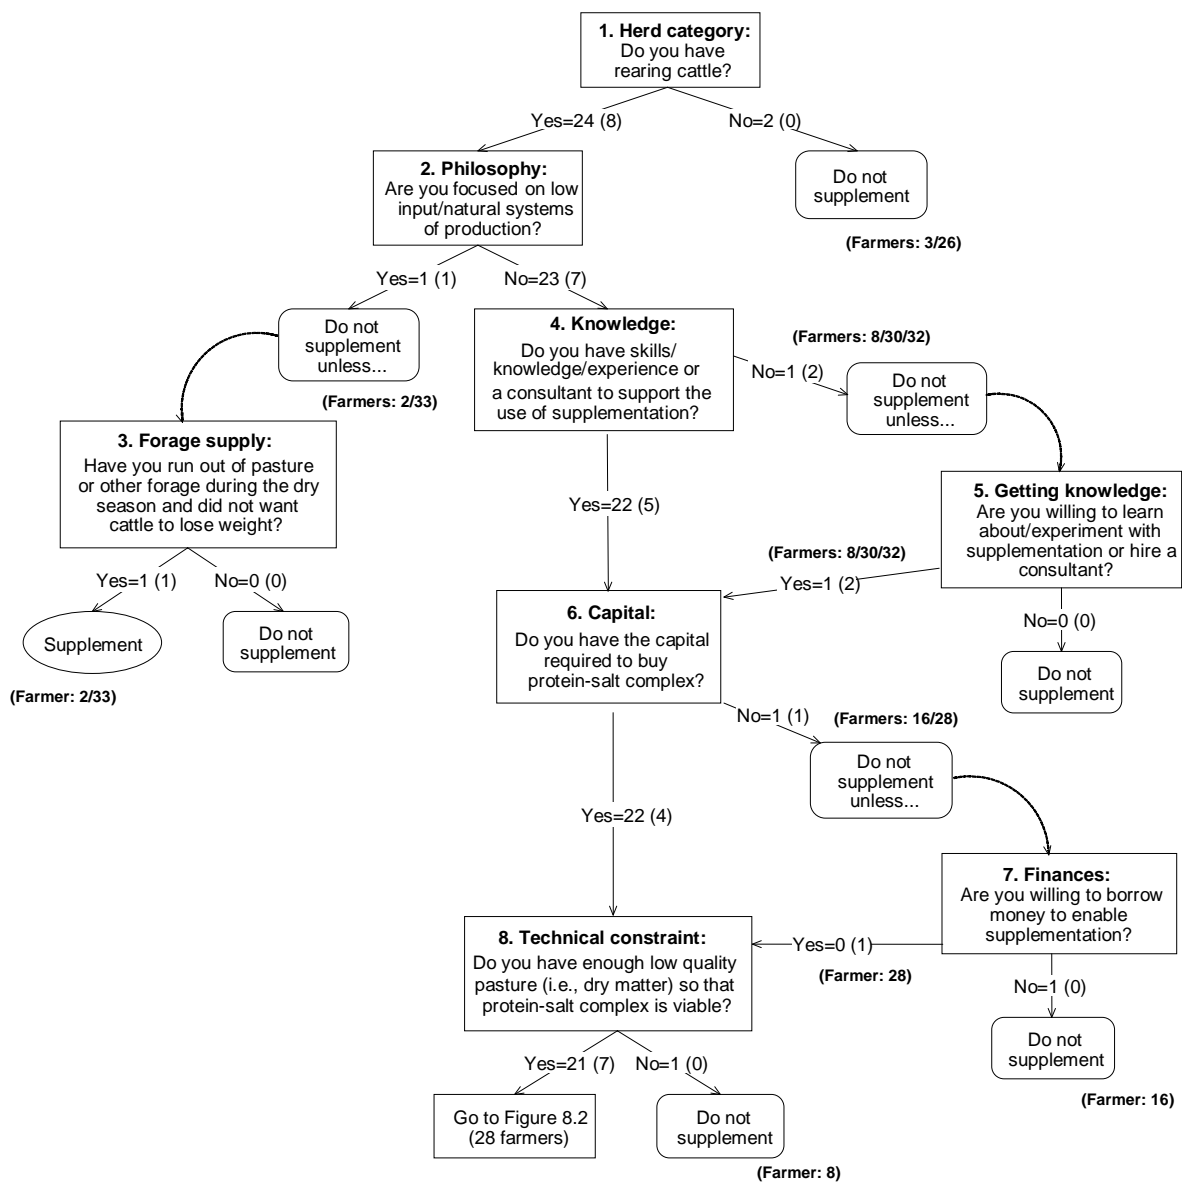 1. Herd category:
Do you have
rearing cattle?
Yes=24 (8)
No=2 (0)
2. Philosophy:
Are you focused on low
input/natural systems
of production?
Do not
supplement
(Farmers: 3/26)
Yes=1 (1)
No=23 (7)
Do not
supplement
unless...
(Farmers: 2/33)
4. Knowledge:
Do you have skills/
knowledge/experience or
a consultant to support the
use of supplementation?
(Farmers: 8/30/32)
No=1 (2)
Do not
supplement
unless...
3. Forage supply:
Have you run out of pasture
or other forage during the dry
season and did not want
cattle to lose weight?
Yes=1 (1)
No=0 (0)
Supplement
Do not
supplement
(Farmer: 2/33)
Yes=22 (5)
5. Getting knowledge:
Are you willing to learn
about/experiment with
supplementation or hire a
consultant?
(Farmers: 8/30/32)
Yes=1 (2)
No=0 (0)
Do not
supplement
6. Capital:
Do you have the capital
required to buy
protein-salt complex?
No=1 (1)
(Farmers: 16/28)
Do not
supplement
unless...
Yes=22 (4)
7. Finances:
Are you willing to borrow
money to enable
supplementation?
Yes=0 (1)
(Farmer: 28)
No=1 (0)
Do not
supplement
(Farmer: 16)
8. Technical constraint:
Do you have enough low quality
pasture (i.e., dry matter) so that
protein-salt complex is viable?
Yes=21 (7)
No=1 (0)
Go to Figure 8.2
(28 farmers)
Do not
supplement
(Farmer: 8)